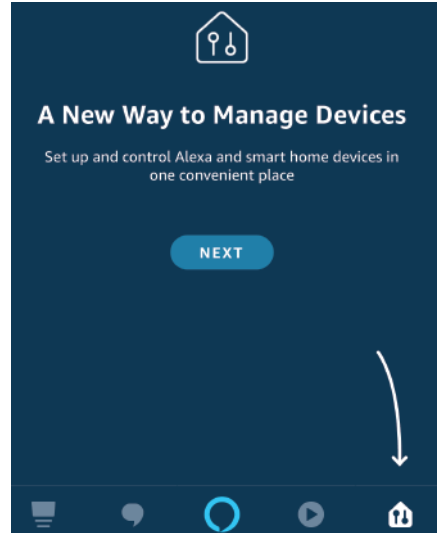 A New Way to Manage Devices
Set up and control Alexa and smart home devices in
one convenient place
NEXT